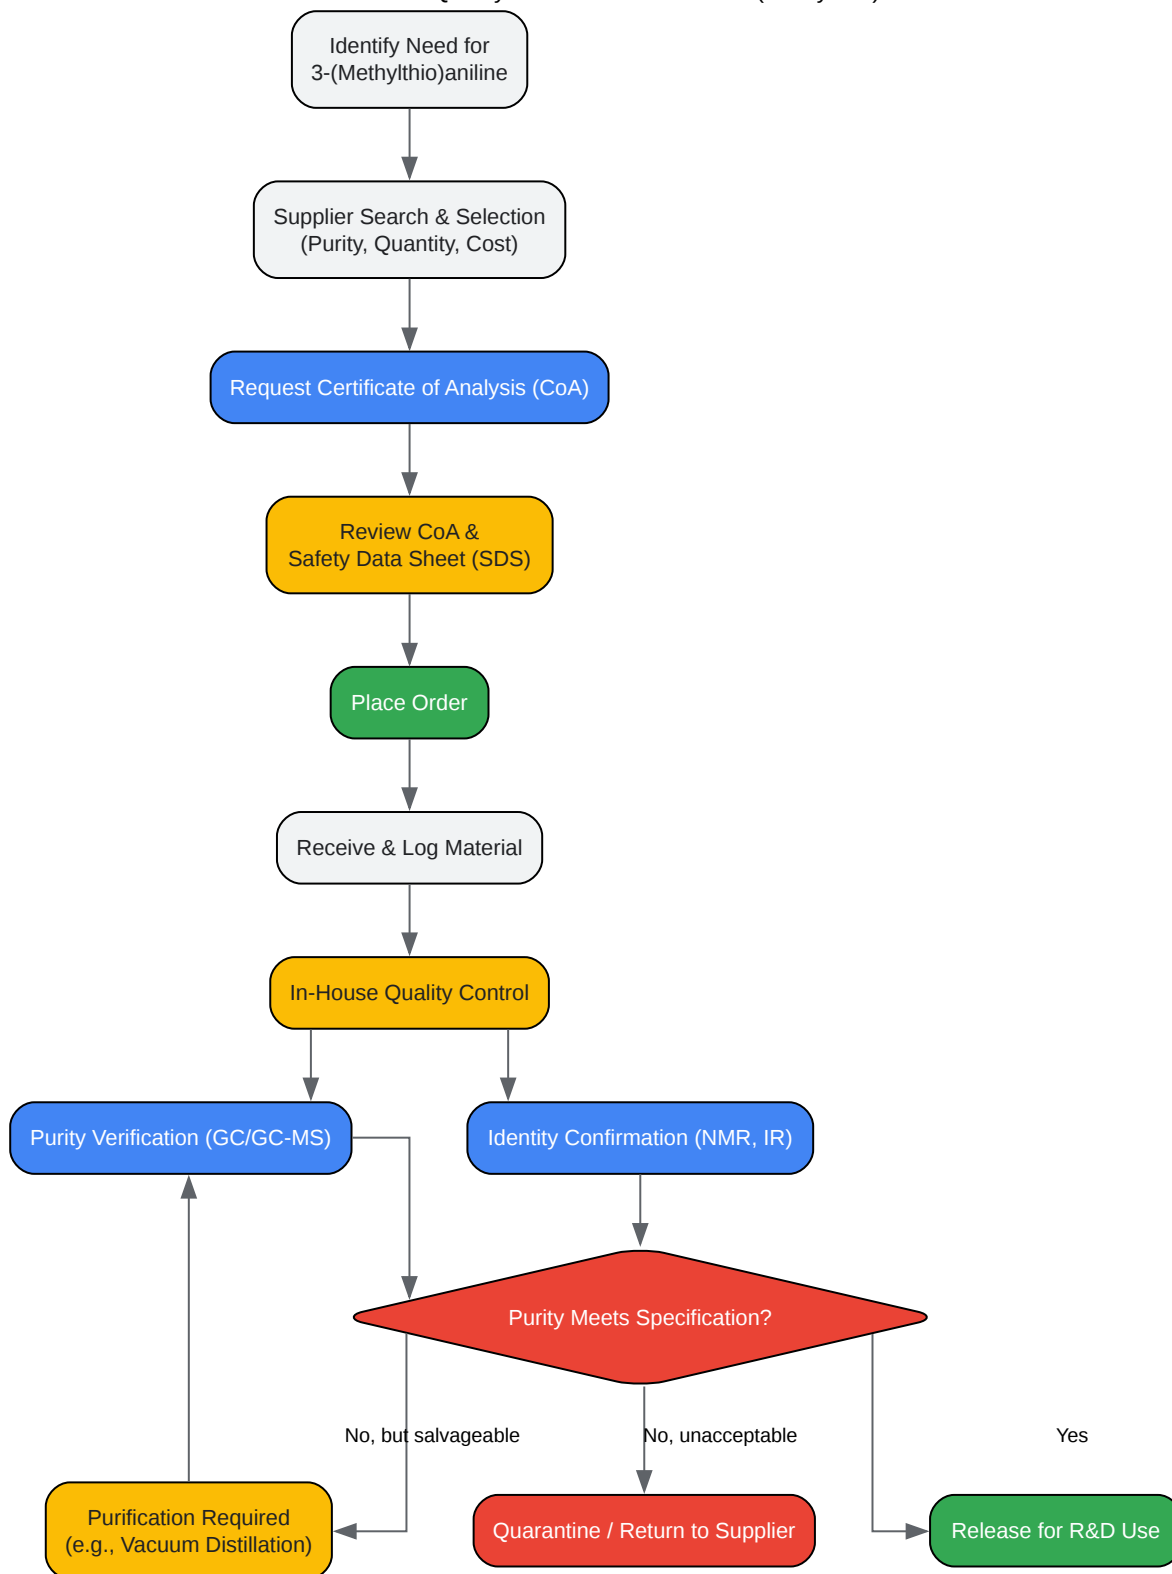 Identify Need for
3-(Methylthio)aniline
Supplier Search & Selection
(Purity, Quantity, Cost)
Request Certificate of Analysis (CoA)
Review CoA &
Safety Data Sheet (SDS)
Place Order
Receive & Log Material
In-House Quality Control
Purity Verification (GC/GC-MS)
Identity Confirmation (NMR, IR)
Purity Meets Specification?
No, but salvageable
No, unacceptable
Yes
Purification Required
(e.g., Vacuum Distillation)
Quarantine / Return to Supplier
Release for R&D Use